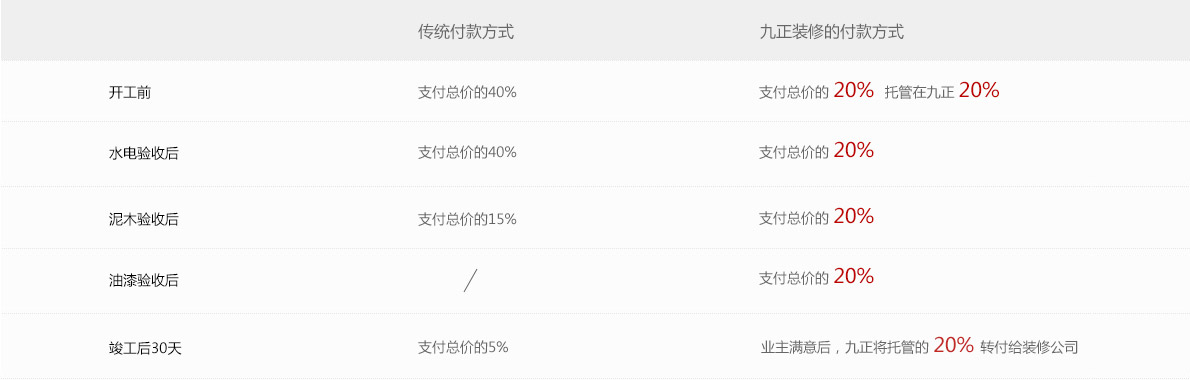 传统付款方式 九正装修的付款方式
开工前 支付总价的40% 支付总价的 20% 托管在九正 20%
水电验收后 支付总价的40% 支付总价的 20%
泥木验收后 支付总价的15% 支付总价的 20%
油漆验收后 / 支付总价的 20%
竣工后30天 支付总价的5% 业主满意后，九正将托管的 20% 转付给装修公司